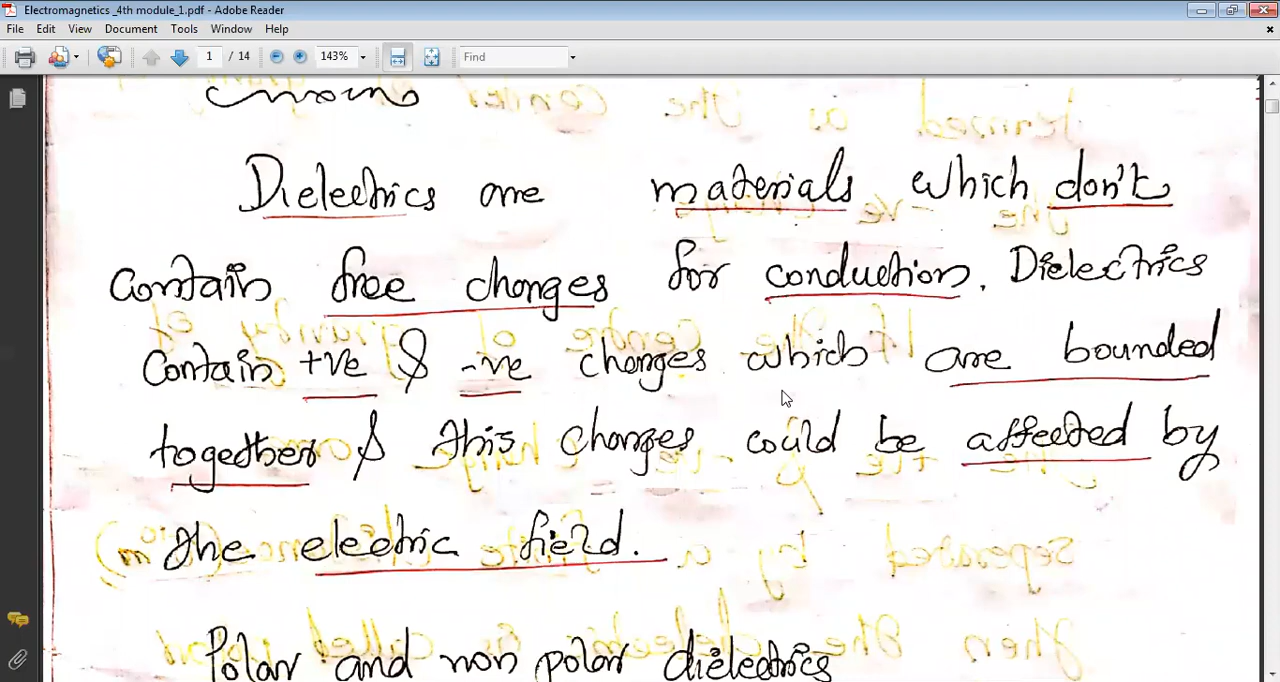 Electromagnetics _4th module_1.pdf - Adobe Reader
File Edit View Document Tools Window Help
1 / 14 143% Find
Dielectrics are materials which don't
contain free charges for conduction. Dielectrics
contain +ve & -ve charges which are bounded
together & this charges could be affected by
the electric field.
Polar and non polar dielectrics